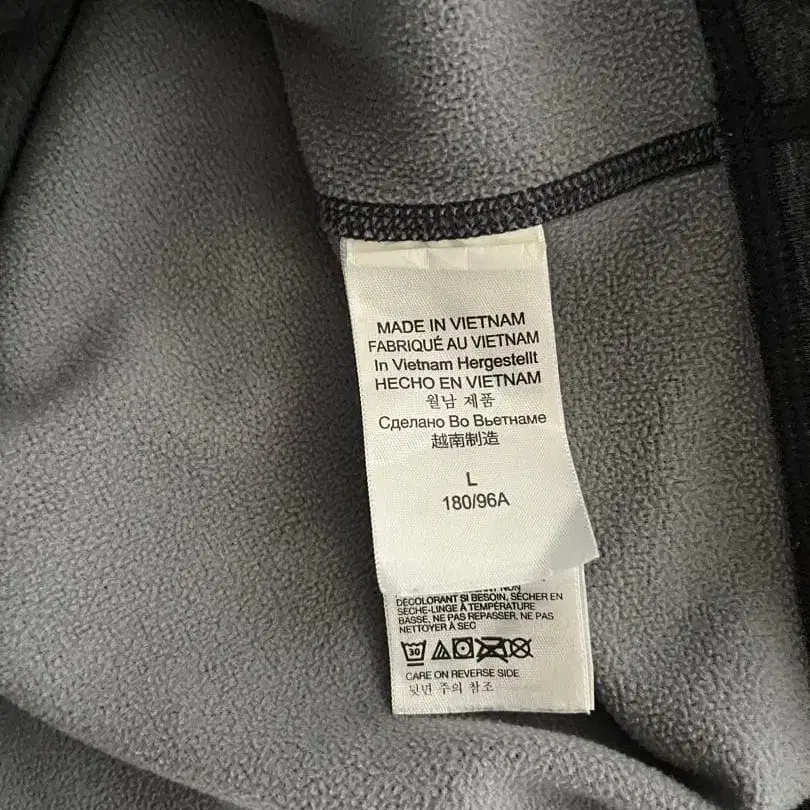 MADE IN VIETNAM
FABRIQUÉ AU VIETNAM
In Vietnam Hergestellt
HECHO EN VIETNAM
월남 제품
Сделано Во Вьетнаме
越南制造
L
180/96A
NON
DÉCOLORANT SI BESOIN, SÉCHER EN
SÈCHE-LINGE À TEMPÉRATURE
BASSE, NE PAS REPASSER, NE PAS
NETTOYER À SEC
30
CARE ON REVERSE SIDE
뒷면 주의 참조